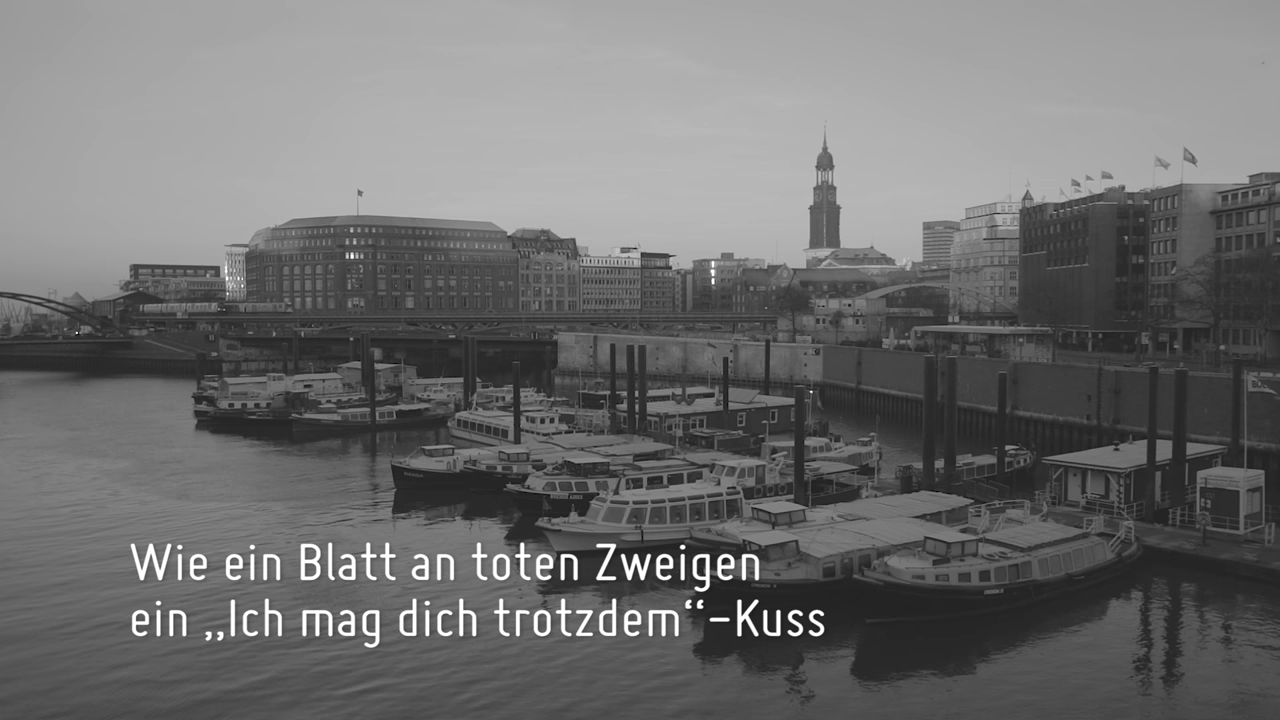 Wie ein Blatt an toten Zweigen
ein „Ich mag dich trotzdem“-Kuss